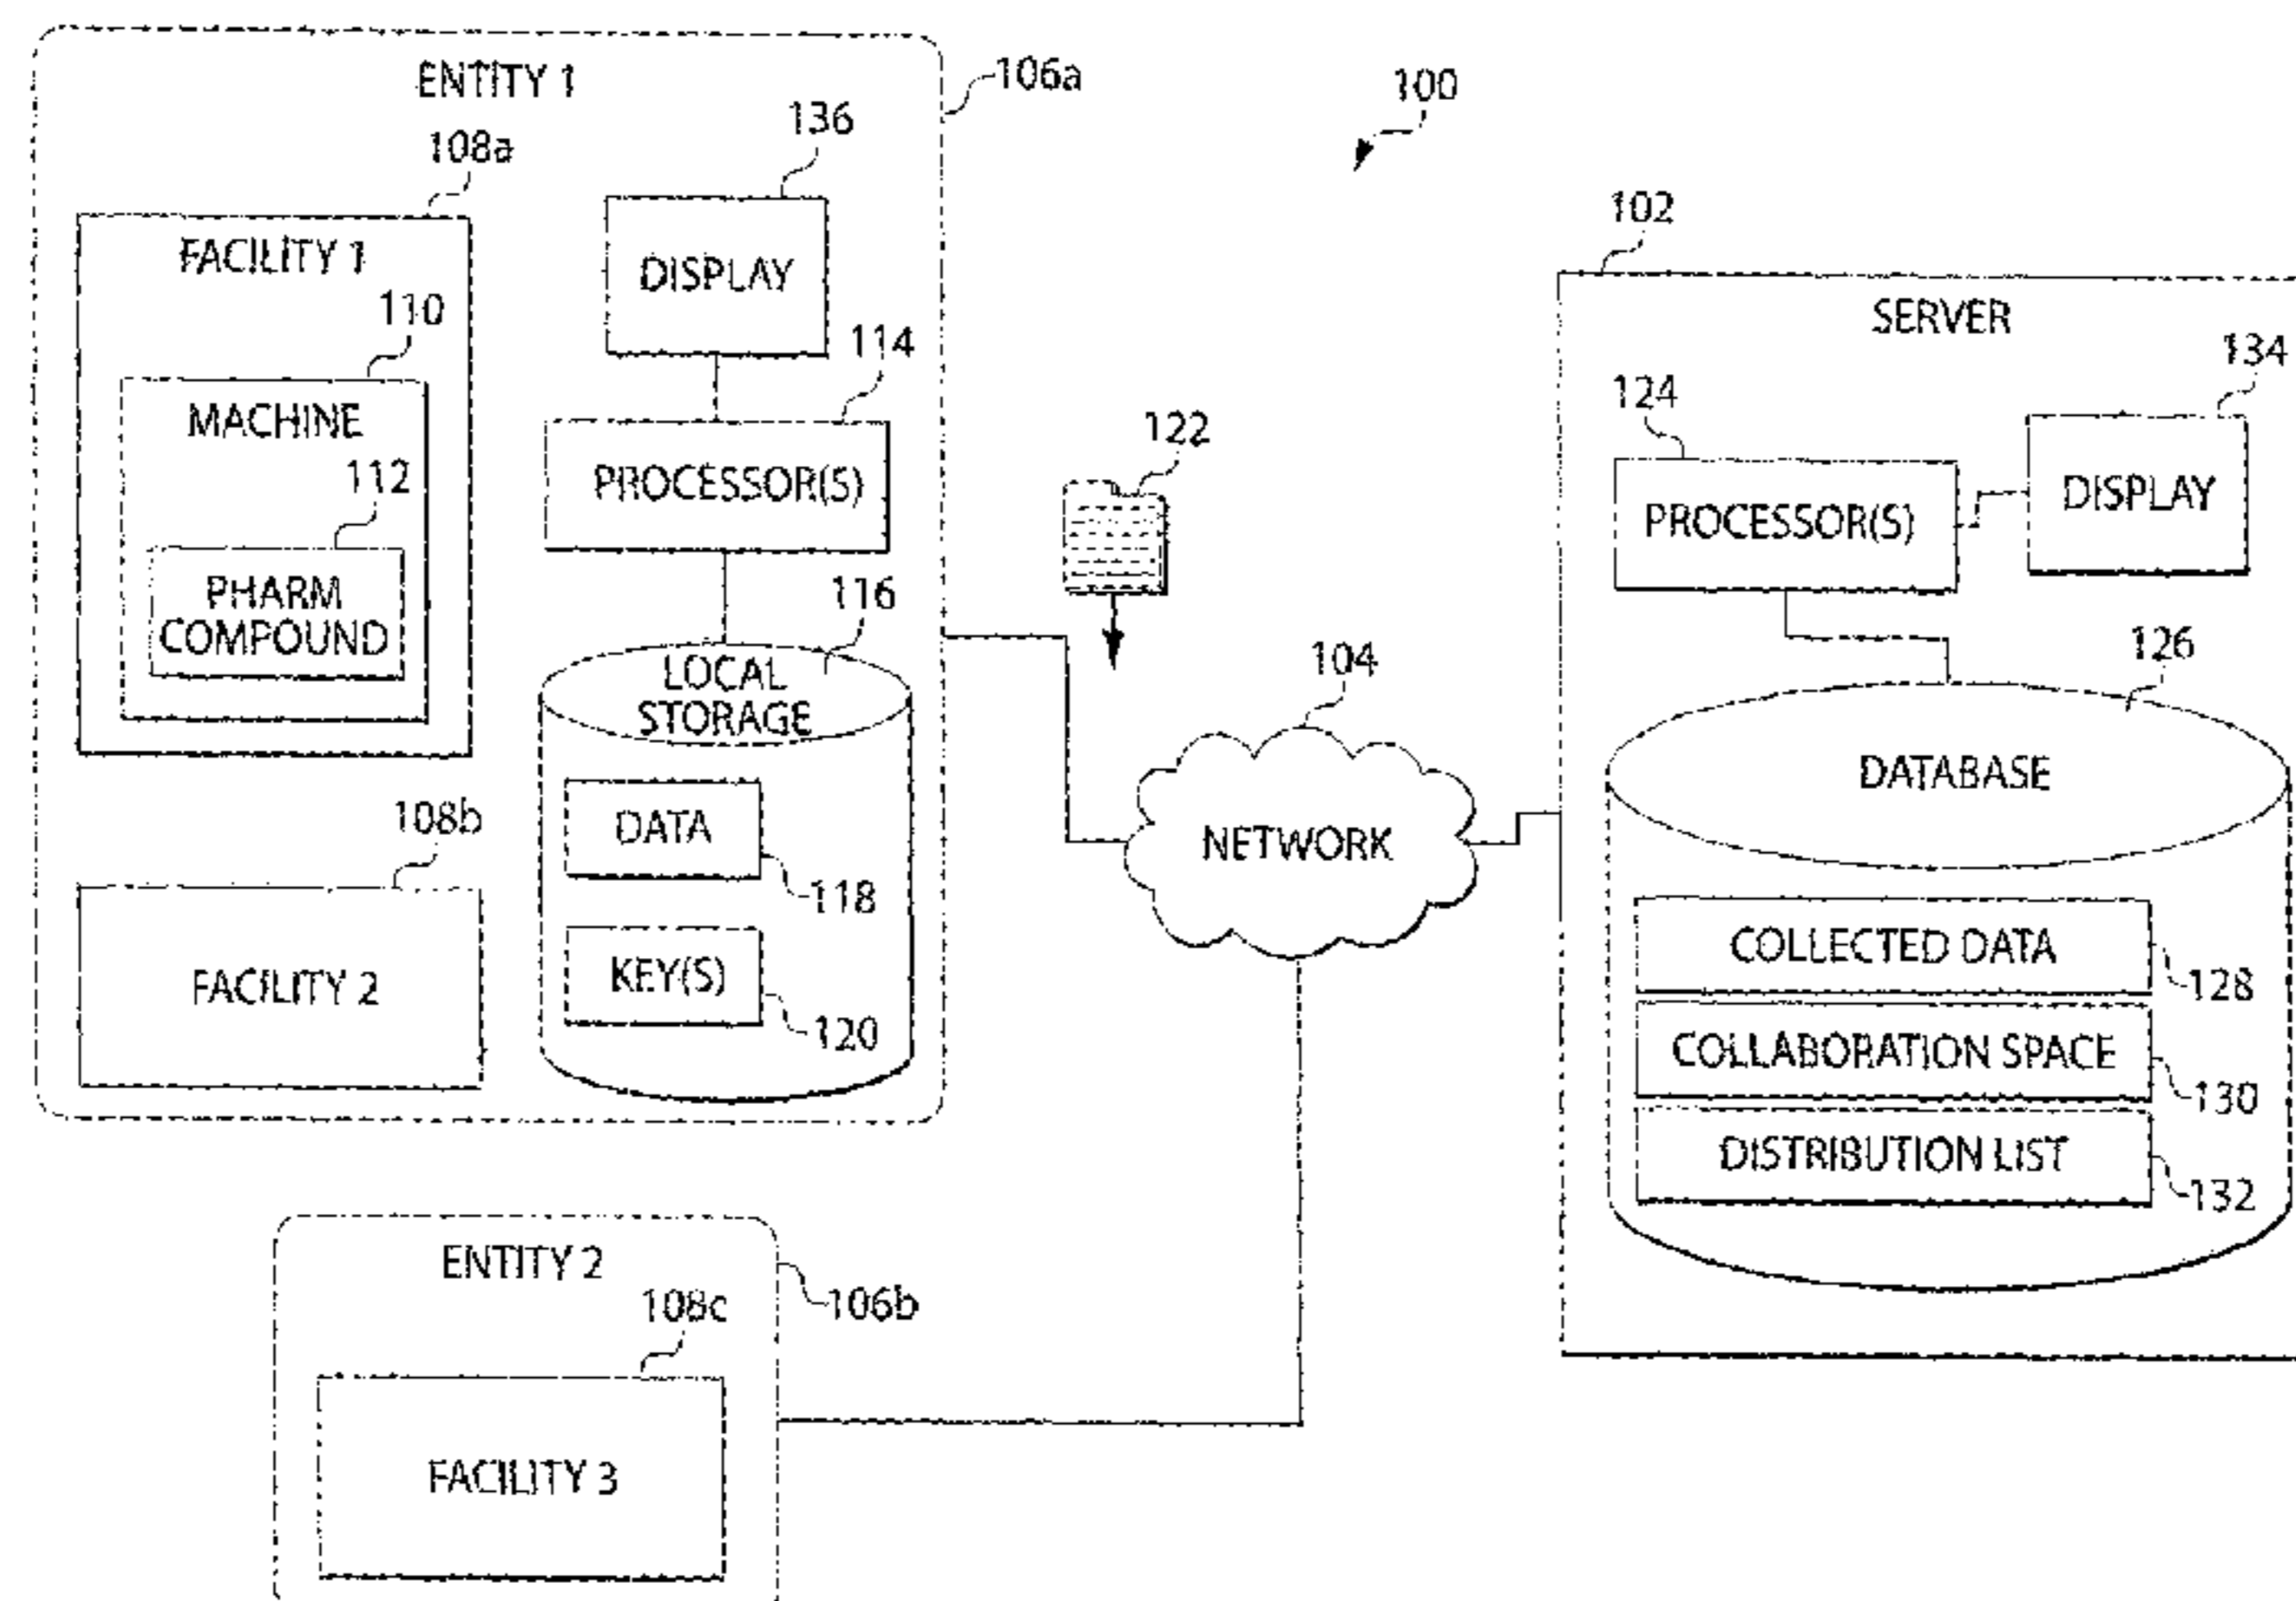 ENTITY 1
106a
108a
FACILITY 1
110
MACHINE
112
PHARM
COMPOUND
136
DISPLAY
114
PROCESSOR(S)
116
LOCAL
STORAGE
DATA
118
KEY(S)
120
108b
FACILITY 2
ENTITY 2
106b
108c
FACILITY 3
122
104
NETWORK
100
102
SERVER
124
PROCESSOR(S)
134
DISPLAY
126
DATABASE
COLLECTED DATA
128
COLLABORATION SPACE
130
DISTRIBUTION LIST
132